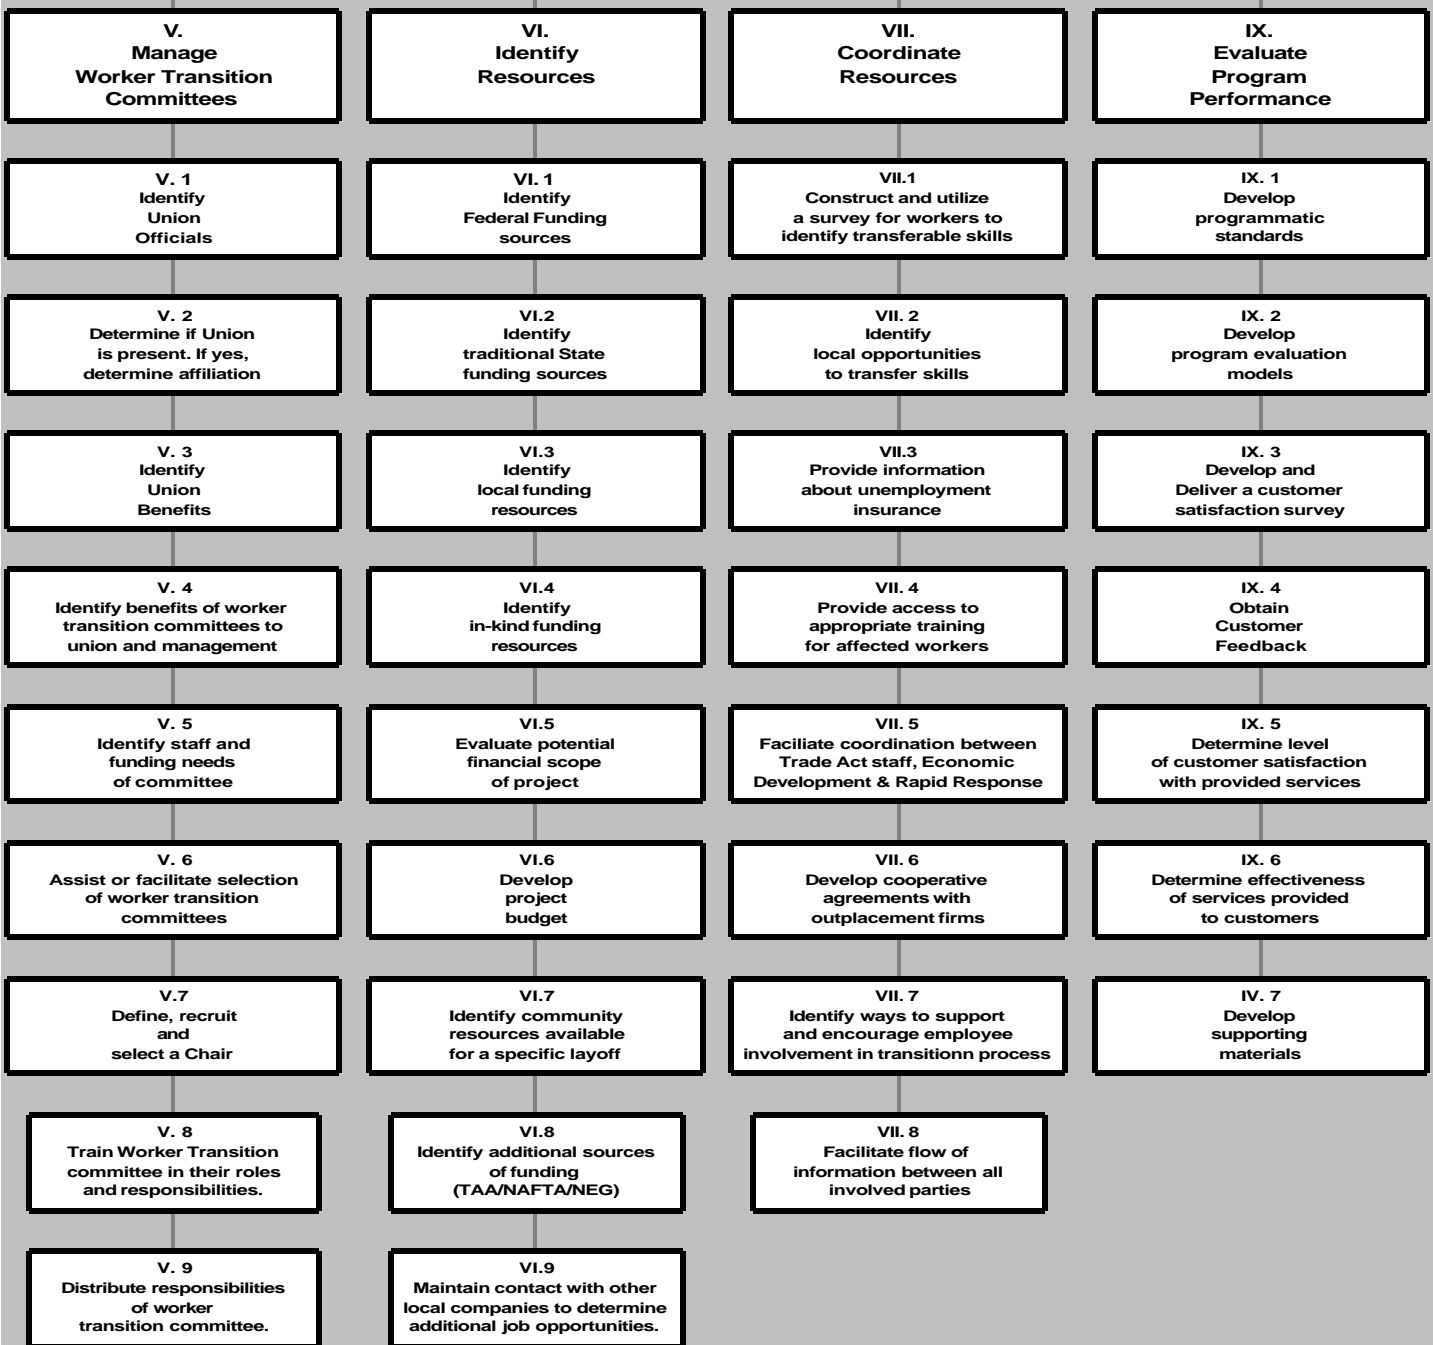 V.
Manage
Worker Transition
Committees
V. 1
Identify
Union
Officials
V. 2
Determine if Union
is present. If yes,
determine affiliation
V. 3
Identify
Union
Benefits
V. 4
Identify benefits of worker
transition committees to
union and management
V. 5
Identify staff and
funding needs
of committee
V. 6
Assist or facilitate selection
of worker transition
committees
V.7
Define, recruit
and
select a Chair
V. 8
Train Worker Transition
committee in their roles
and responsibilities.
V. 9
Distribute responsibilities
of worker
transition committee.
VI.
Identify
Resources
VI. 1
Identify
Federal Funding
sources
VI.2
Identify
traditional State
funding sources
VI.3
Identify
local funding
resources
VI.4
Identify
in-kind funding
resources
VI.5
Evaluate potential
financial scope
of project
VI.6
Develop
project
budget
VI.7
Identify community
resources available
for a specific layoff
VI.8
Identify additional sources
of funding
(TAA/NAFTA/NEG)
VI.9
Maintain contact with other
local companies to determine
additional job opportunities.
VII.
Coordinate
Resources
VII.1
Construct and utilize
a survey for workers to
identify transferable skills
VII. 2
Identify
local opportunities
to transfer skills
VII.3
Provide information
about unemployment
insurance
VII. 4
Provide access to
appropriate training
for affected workers
VII. 5
Faciliate coordination between
Trade Act staff, Economic
Development & Rapid Response
VII. 6
Develop cooperative
agreements with
outplacement firms
VII. 7
Identify ways to support
and encourage employee
involvement in transitionn process
VII. 8
Facilitate flow of
information between all
involved parties
IX.
Evaluate
Program
Performance
IX. 1
Develop
programmatic
standards
IX. 2
Develop
program evaluation
models
IX. 3
Develop and
Deliver a customer
satisfaction survey
IX. 4
Obtain
Customer
Feedback
IX. 5
Determine level
of customer satisfaction
with provided services
IX. 6
Determine effectiveness
of services provided
to customers
IV. 7
Develop
supporting
materials